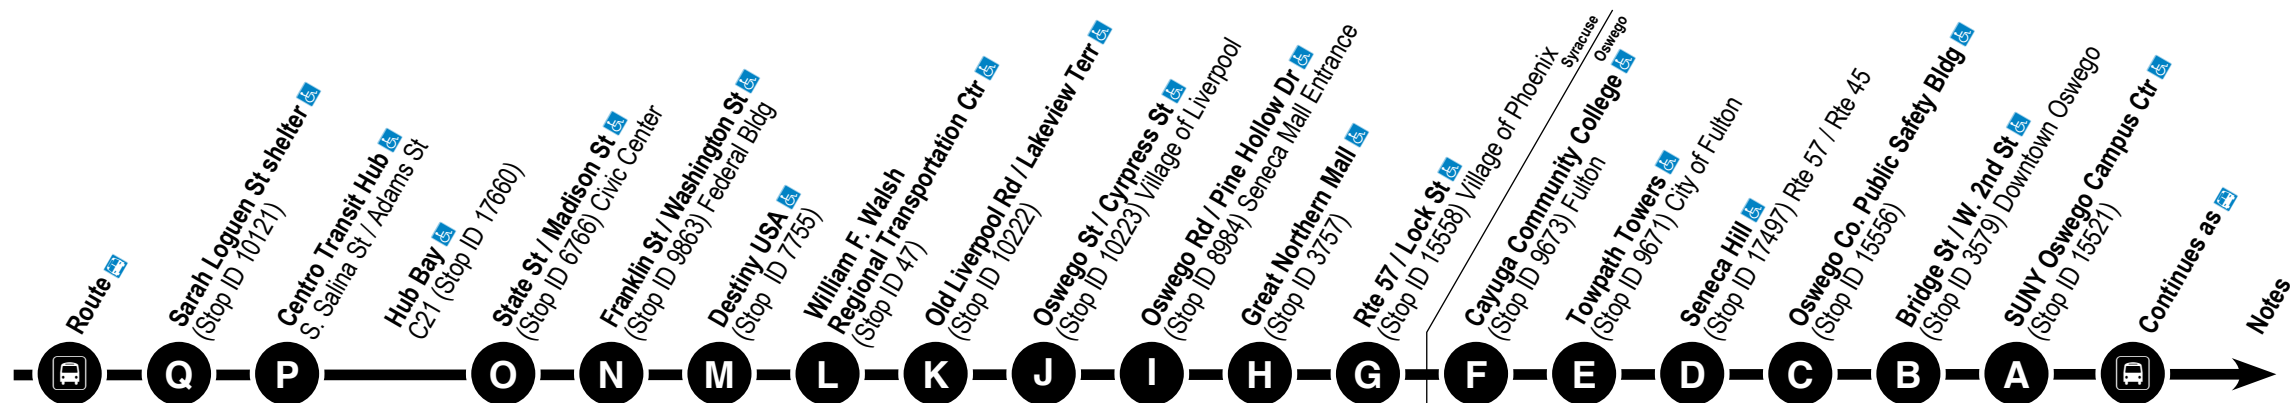 Route
Sarah Loguen St shelter
(Stop ID 10121)
Centro Transit Hub
S. Salina St / Adams St
Hub Bay
C21 (Stop ID 17660)
State St / Madison St
(Stop ID 6766) Civic Center
Franklin St / Washington St
(Stop ID 9863) Federal Bldg
Destiny USA
(Stop ID 7755)
William F. Walsh
Regional Transportation Ctr
(Stop ID 47)
Old Liverpool Rd / Lakeview Terr
(Stop ID 10222)
Oswego St / Cyrpress St
(Stop ID 10223) Village of Liverpool
Oswego Rd / Pine Hollow Dr
(Stop ID 8984) Seneca Mall Entrance
Great Northern Mall
(Stop ID 3757)
Rte 57 / Lock St
(Stop ID 15558) Village of Phoenix
Syracuse
Oswego
Cayuga Community College
(Stop ID 9673) Fulton
Towpath Towers
(Stop ID 9671) City of Fulton
Seneca Hill
(Stop ID 17497) Rte 57 / Rte 45
Oswego Co. Public Safety Bldg
(Stop ID 15556)
Bridge St / W. 2nd St
(Stop ID 3579) Downtown Oswego
SUNY Oswego Campus Ctr
(Stop ID 15521)
Continues as
Notes
Q P O N M L K J I H G F E D C B A